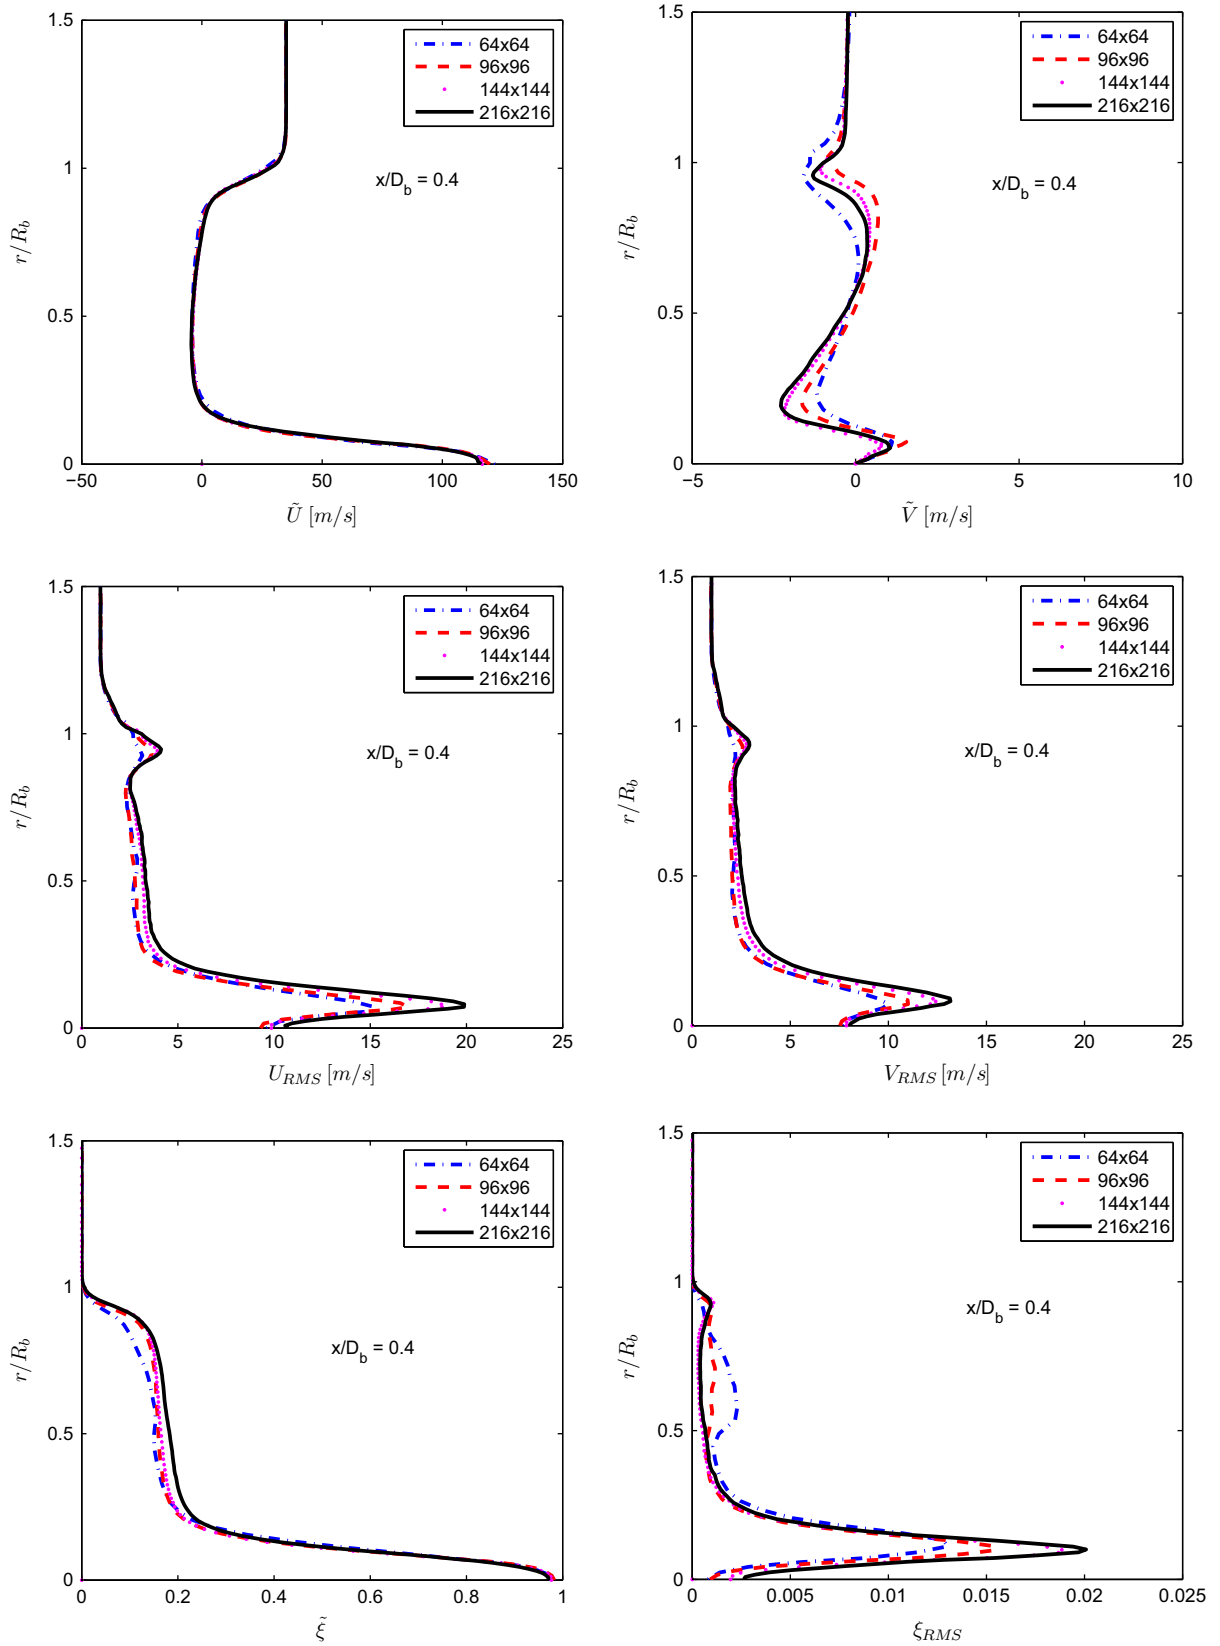 1.5
1
0.5
0
r/R_b
64x64
96x96
144x144
216x216
x/D_b = 0.4
-50 0 50 100 150
Ũ [m/s]
1.5
1
0.5
0
r/R_b
64x64
96x96
144x144
216x216
x/D_b = 0.4
-5 0 5 10
Ṽ [m/s]
1.5
1
0.5
0
r/R_b
64x64
96x96
144x144
216x216
x/D_b = 0.4
0 5 10 15 20 25
U_RMS [m/s]
1.5
1
0.5
0
r/R_b
64x64
96x96
144x144
216x216
x/D_b = 0.4
0 5 10 15 20 25
V_RMS [m/s]
1.5
1
0.5
0
r/R_b
64x64
96x96
144x144
216x216
x/D_b = 0.4
0 0.2 0.4 0.6 0.8 1
ξ̃
1.5
1
0.5
0
r/R_b
64x64
96x96
144x144
216x216
x/D_b = 0.4
0 0.005 0.01 0.015 0.02 0.025
ξ_RMS